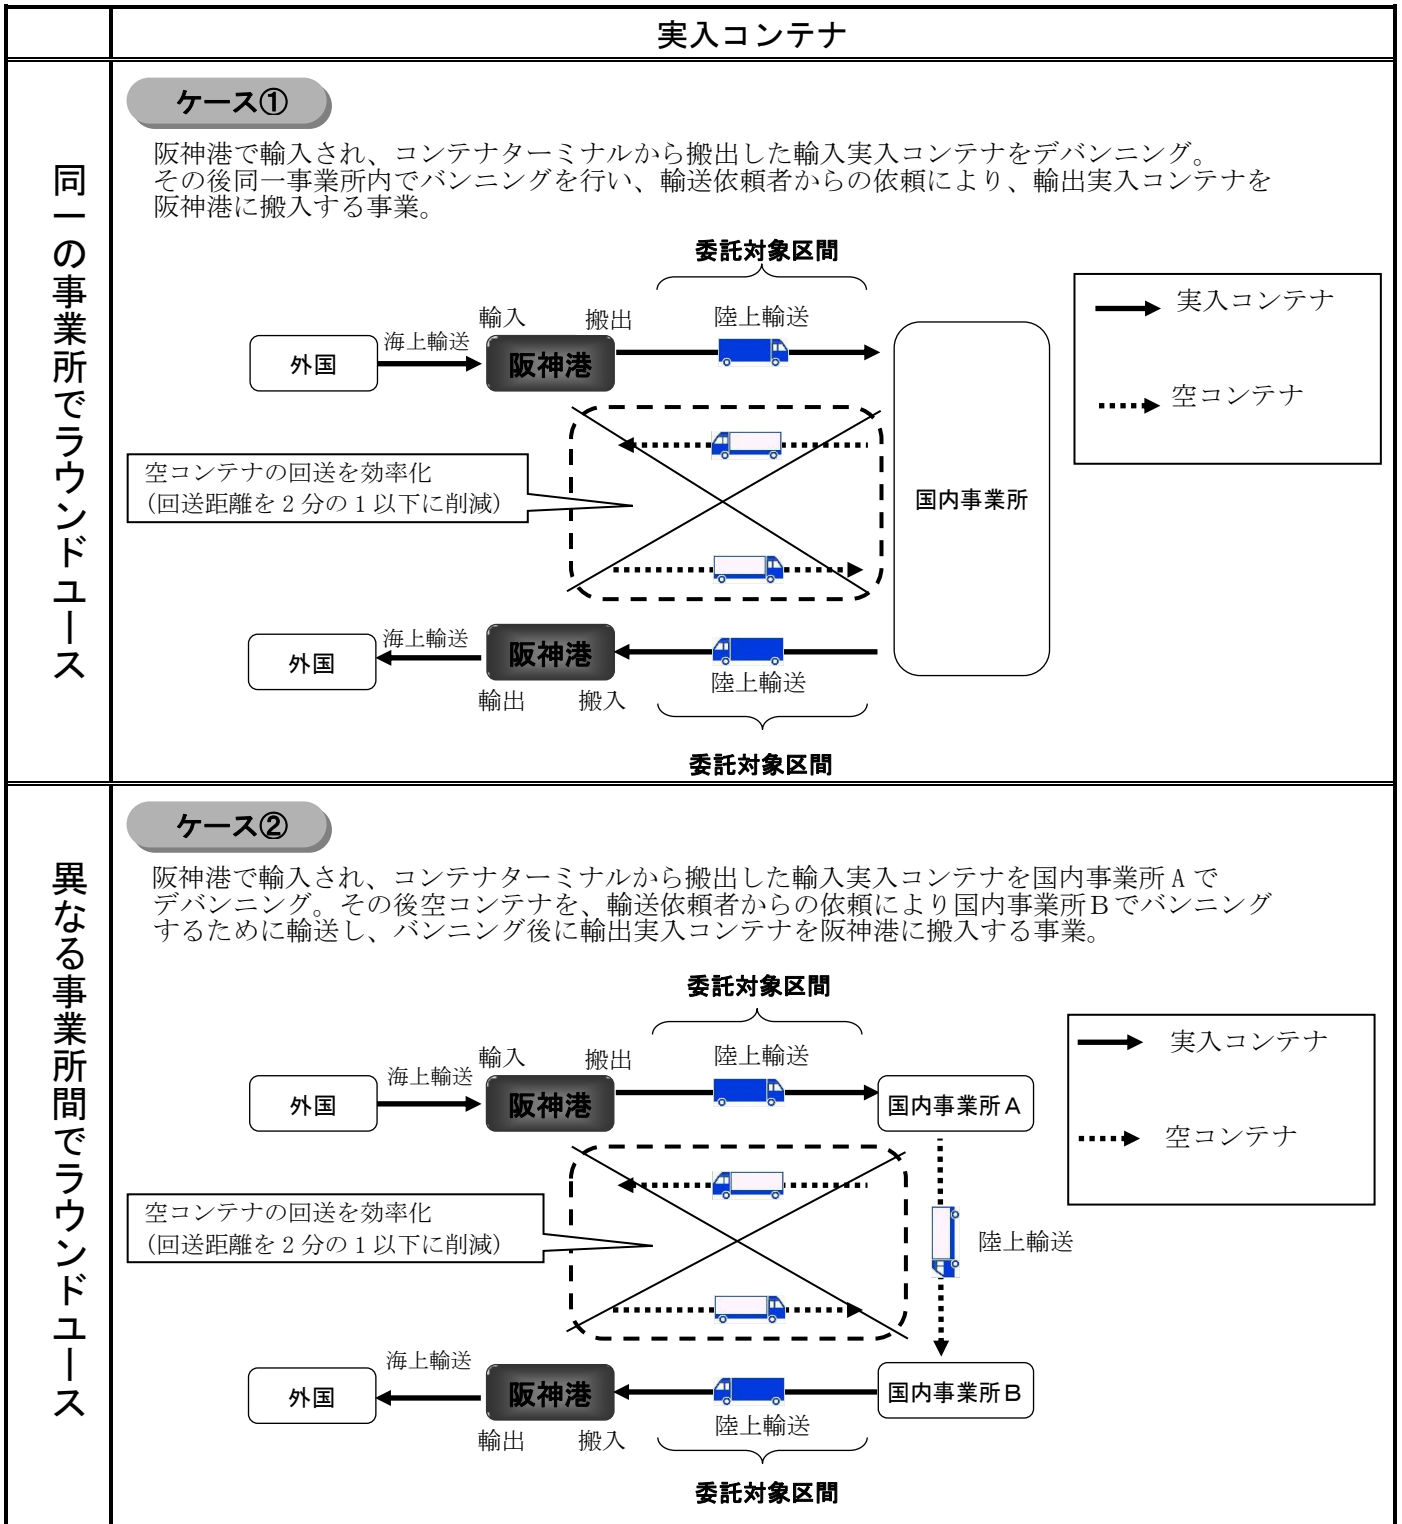 実入コンテナ
同一の事業所でラウンドユース
ケース①
阪神港で輸入され、コンテナターミナルから搬出した輸入実入コンテナをデバンニング。
その後同一事業所内でバンニングを行い、輸送依頼者からの依頼により、輸出実入コンテナを
阪神港に搬入する事業。
委託対象区間
輸入
搬出
陸上輸送
実入コンテナ
外国
海上輸送
阪神港
空コンテナ
空コンテナの回送を効率化
(回送距離を2分の1以下に削減)
国内事業所
外国
海上輸送
阪神港
陸上輸送
輸出
搬入
委託対象区間
異なる事業所間でラウンドユース
ケース②
阪神港で輸入され、コンテナターミナルから搬出した輸入実入コンテナを国内事業所Aで
デバンニング。その後空コンテナを、輸送依頼者からの依頼により国内事業所Bでバンニング
するために輸送し、バンニング後に輸出実入コンテナを阪神港に搬入する事業。
委託対象区間
輸入
搬出
陸上輸送
実入コンテナ
外国
海上輸送
阪神港
国内事業所A
空コンテナ
空コンテナの回送を効率化
(回送距離を2分の1以下に削減)
陸上輸送
外国
海上輸送
阪神港
国内事業所B
陸上輸送
輸出
搬入
委託対象区間